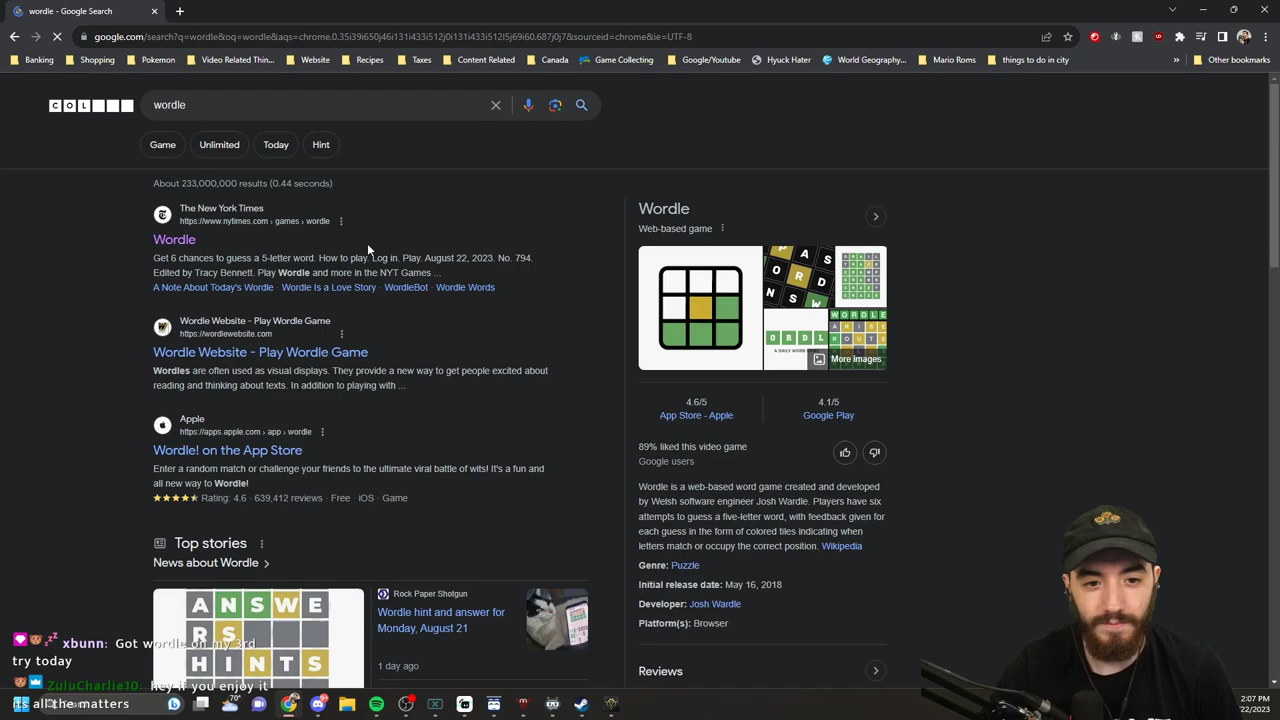 wordle - Google Search
google.com/search?q=wordle&oq=wordle&aqs=chrome.0.35i39i650j46i131i433i512j0i131i433i512l5j69i60.687j0j7&sourceid=chrome&ie=UTF-8
Banking Shopping Pokemon Video Related Thin... Website Recipes Taxes Content Related Canada Game Collecting Google/Youtube Hyuck Hater World Geography... Mario Roms things to do in city » Other bookmarks
C O L
wordle
Game Unlimited Today Hint
About 233,000,000 results (0.44 seconds)
The New York Times
https://www.nytimes.com › games › wordle
Wordle
Get 6 chances to guess a 5-letter word. How to play. Log in. Play. August 22, 2023. No. 794.
Edited by Tracy Bennett. Play Wordle and more in the NYT Games ...
A Note About Today's Wordle · Wordle Is a Love Story · WordleBot · Wordle Words
Wordle Website - Play Wordle Game
https://wordlewebsite.com
Wordle Website - Play Wordle Game
Wordles are often used as visual displays. They provide a new way to get people excited about
reading and thinking about texts. In addition to playing with ...
Apple
https://apps.apple.com › app › wordle
Wordle! on the App Store
Enter a random match or challenge your friends to the ultimate viral battle of wits! It's a fun and
all new way to Wordle!
Rating: 4.6 · 639,412 reviews · Free · iOS · Game
Top stories
News about Wordle
A N S W E
R S
H I N T S
Rock Paper Shotgun
Wordle hint and answer for
Monday, August 21
1 day ago
Wordle
Web-based game
More images
4.6/5
App Store - Apple
4.1/5
Google Play
89% liked this video game
Google users
Wordle is a web-based word game created and developed
by Welsh software engineer Josh Wardle. Players have six
attempts to guess a five-letter word, with feedback given for
each guess in the form of colored tiles indicating when
letters match or occupy the correct position. Wikipedia
Genre: Puzzle
Initial release date: May 16, 2018
Developer: Josh Wardle
Platform(s): Browser
Reviews
xbunn: Got wordle on my 3rd
try today
ZuluCharlie10: hey if you enjoy it
its all the matters
70°
2:07 PM